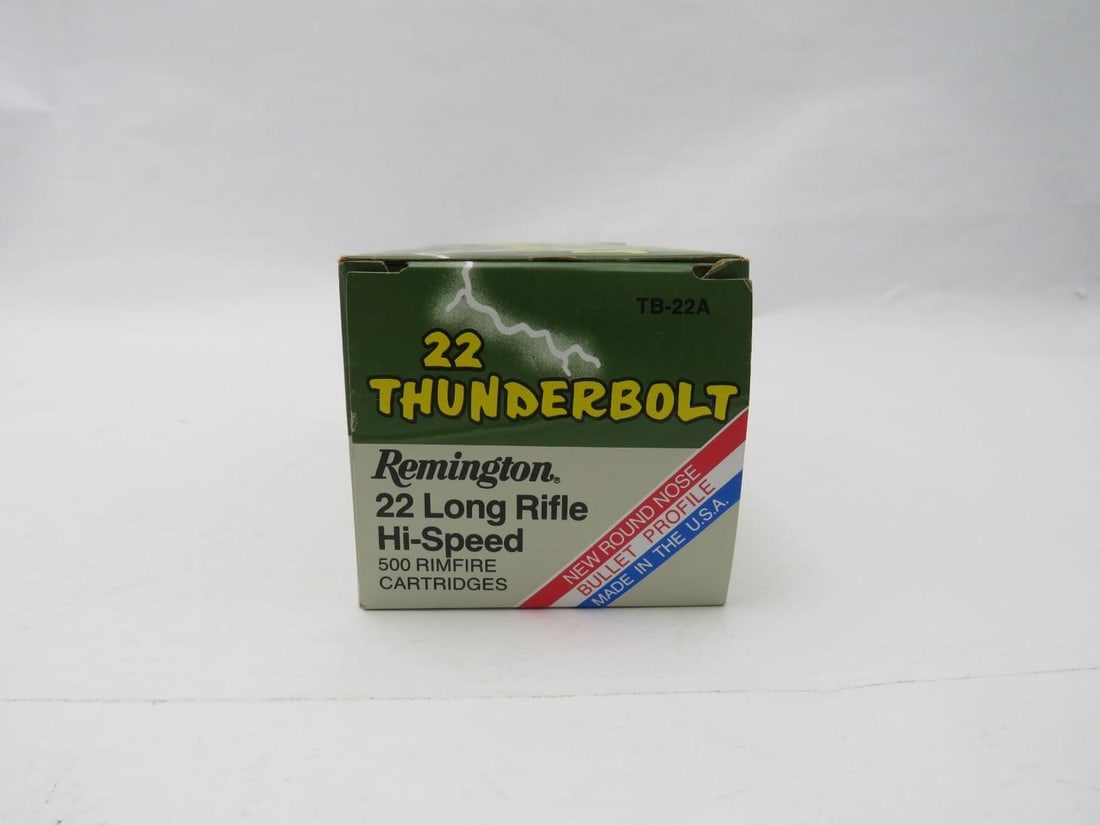 TB-22A
22
THUNDERBOLT
Remington®
22 Long Rifle
Hi-Speed
500 RIMFIRE
CARTRIDGES
NEW ROUND NOSE
BULLET PROFILE
MADE IN THE U.S.A.